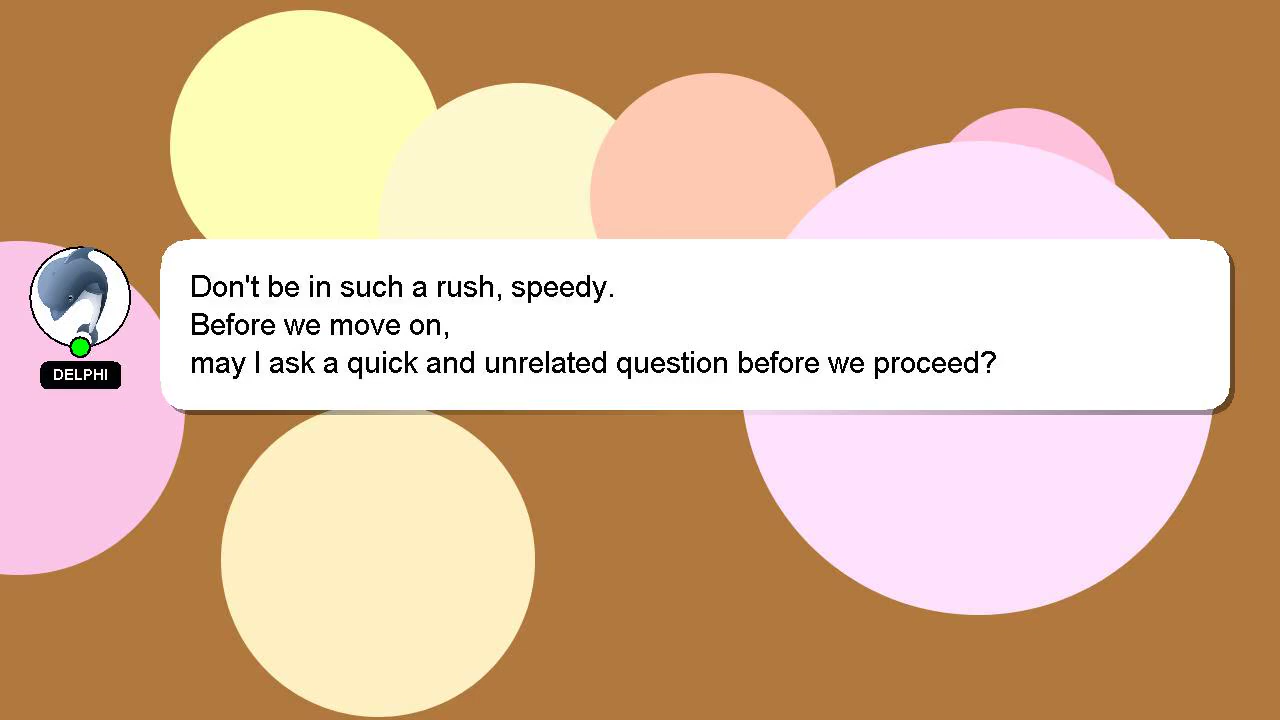 Don't be in such a rush, speedy.
Before we move on,
may I ask a quick and unrelated question before we proceed?
DELPHI